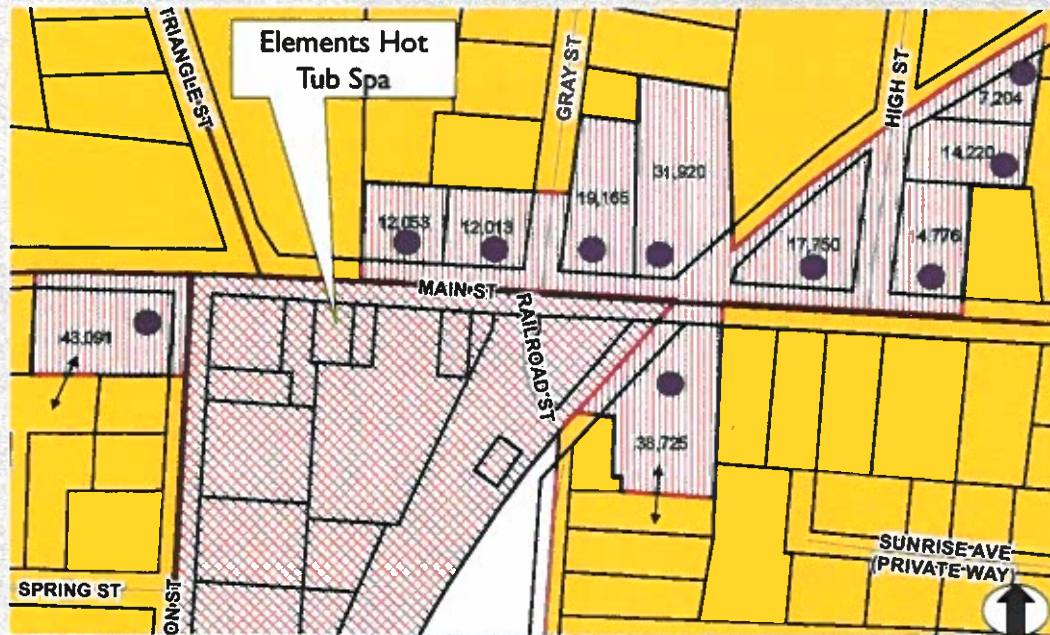 TRIANGLE ST
Elements Hot
Tub Spa
GRAY ST
HIGH ST
7,204
14,220
31,920
19,165
12,053
12,013
17,750
14,776
MAIN ST
RAILROAD ST
43,091
38,725
SUNRISE AVE
(PRIVATE WAY)
SPRING ST
ON ST